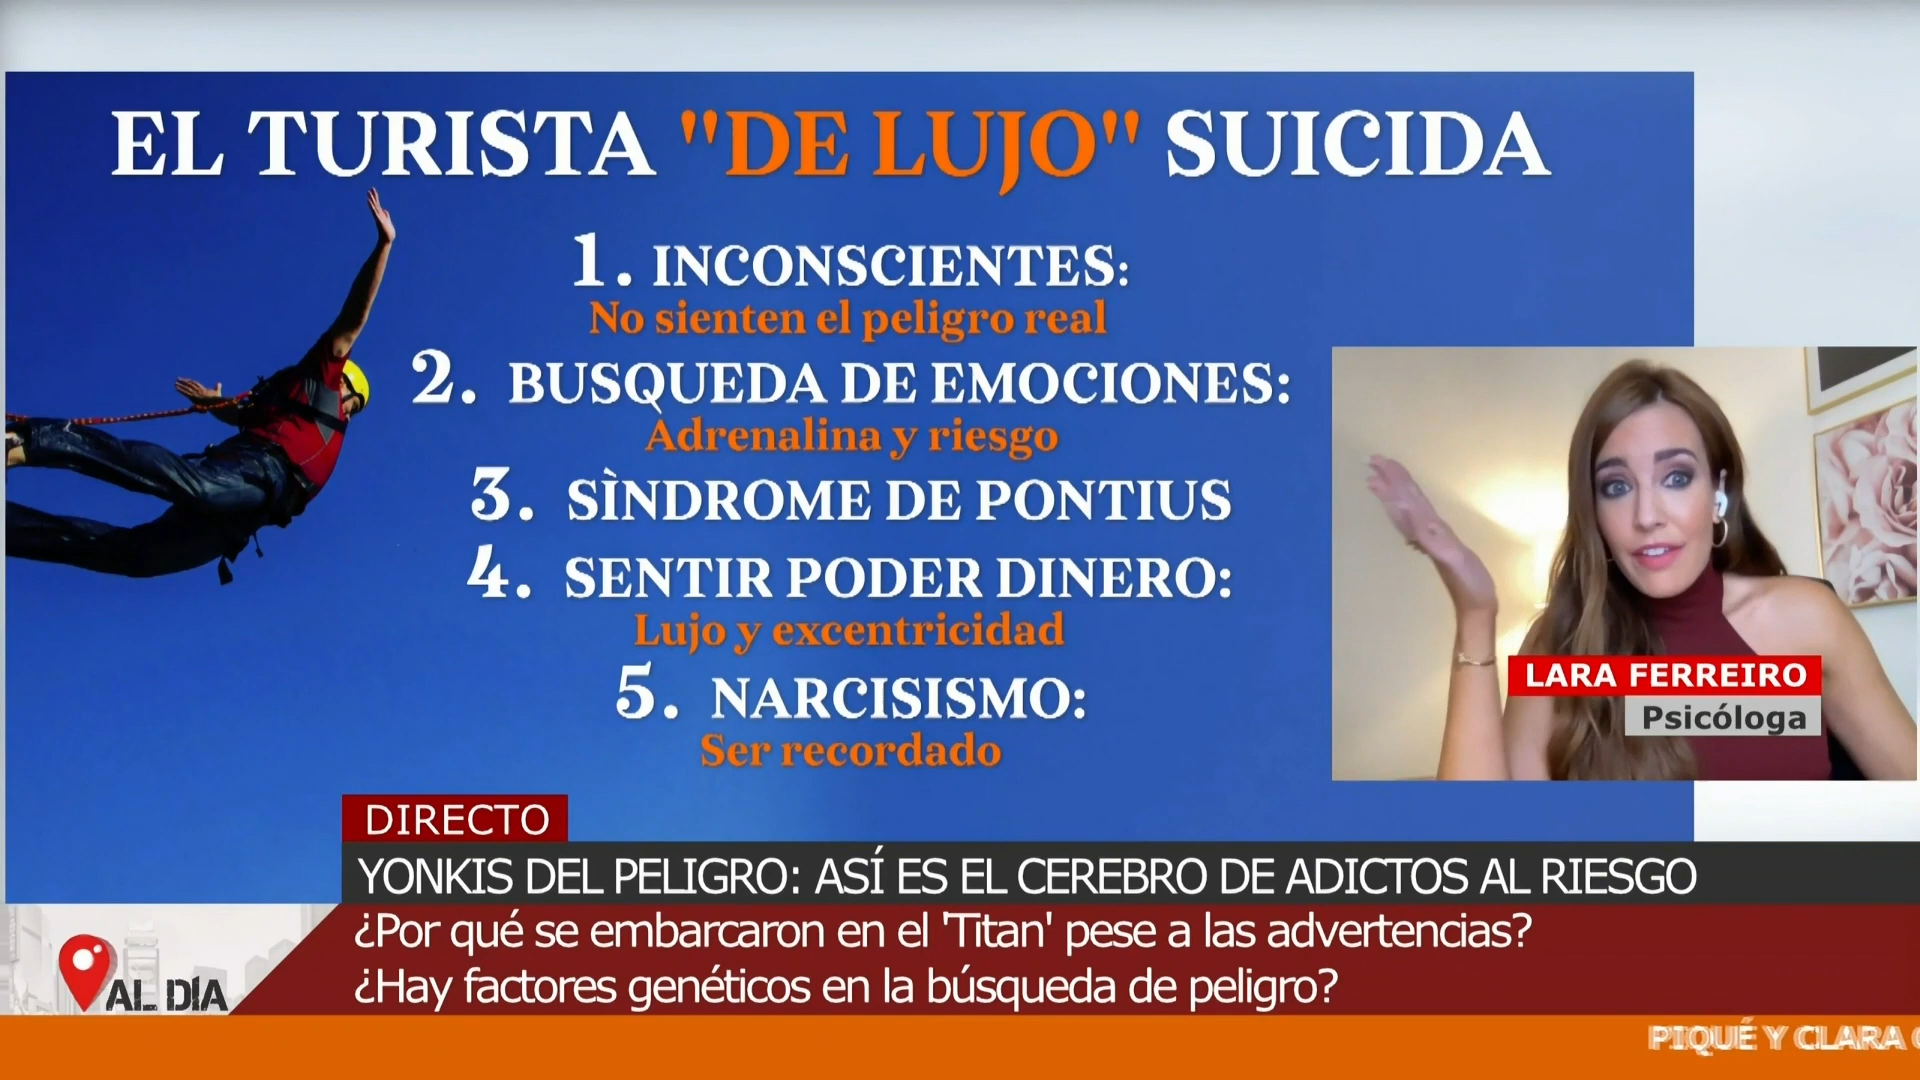 EL TURISTA "DE LUJO" SUICIDA
1. INCONSCIENTES:
No sienten el peligro real
2. BUSQUEDA DE EMOCIONES:
Adrenalina y riesgo
3. SÌNDROME DE PONTIUS
4. SENTIR PODER DINERO:
Lujo y excentricidad
5. NARCISISMO:
Ser recordado
LARA FERREIRO
Psicóloga
DIRECTO
YONKIS DEL PELIGRO: ASÍ ES EL CEREBRO DE ADICTOS AL RIESGO
¿Por qué se embarcaron en el 'Titan' pese a las advertencias?
¿Hay factores genéticos en la búsqueda de peligro?
AL DÍA
PIQUÉ Y CLARA